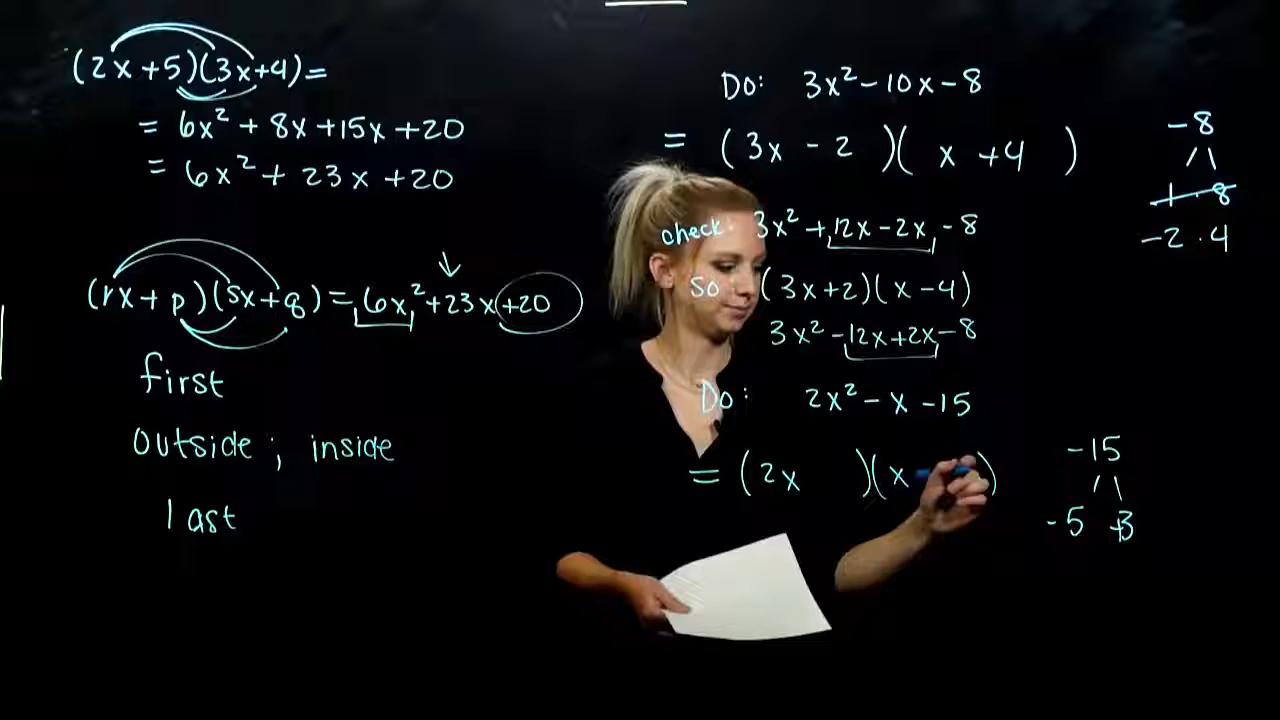 (2x+5)(3x+4)=
= 6x² + 8x+15x+20
= 6x² + 23x +20
(rx+p)(sx+q)=6x²+23x+20
first
outside ; inside
last
Do: 3x²-10x-8
= (3x - 2 )( x +4 )
-8
1 · 8
-2 · 4
check: 3x² +12x-2x -8
So (3x+2)(x-4)
3x² -12x+2x-8
Do: 2x²- x -15
= (2x )(x )
-15
-5 +3